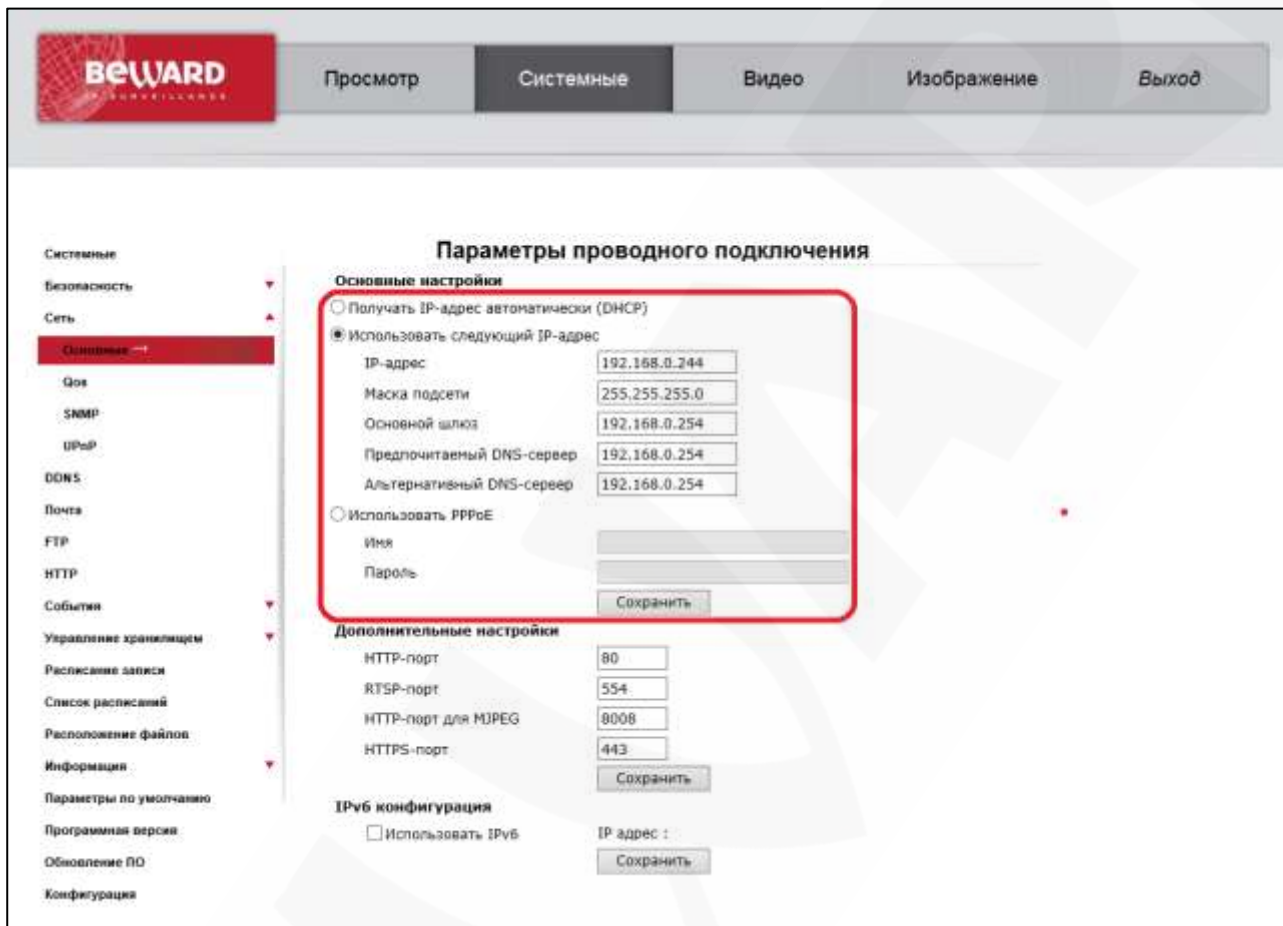 BEWARD
IP SURVEILLANCE
Просмотр
Системные
Видео
Изображение
Выход
Системные
Безопасность
Сеть
Основные →
Qos
SNMP
UPnP
DDNS
Почта
FTP
HTTP
События
Управление хранилищем
Расписание записи
Список расписаний
Расположение файлов
Информация
Параметры по умолчанию
Программная версия
Обновление ПО
Конфигурация
Параметры проводного подключения
Основные настройки
Получать IP-адрес автоматически (DHCP)
Использовать следующий IP-адрес
IP-адрес 192.168.0.244
Маска подсети 255.255.255.0
Основной шлюз 192.168.0.254
Предпочитаемый DNS-сервер 192.168.0.254
Альтернативный DNS-сервер 192.168.0.254
Использовать PPPoE
Имя
Пароль
Сохранить
Дополнительные настройки
HTTP-порт 80
RTSP-порт 554
HTTP-порт для MJPEG 8008
HTTPS-порт 443
Сохранить
IPv6 конфигурация
Использовать IPv6 IP адрес :
Сохранить